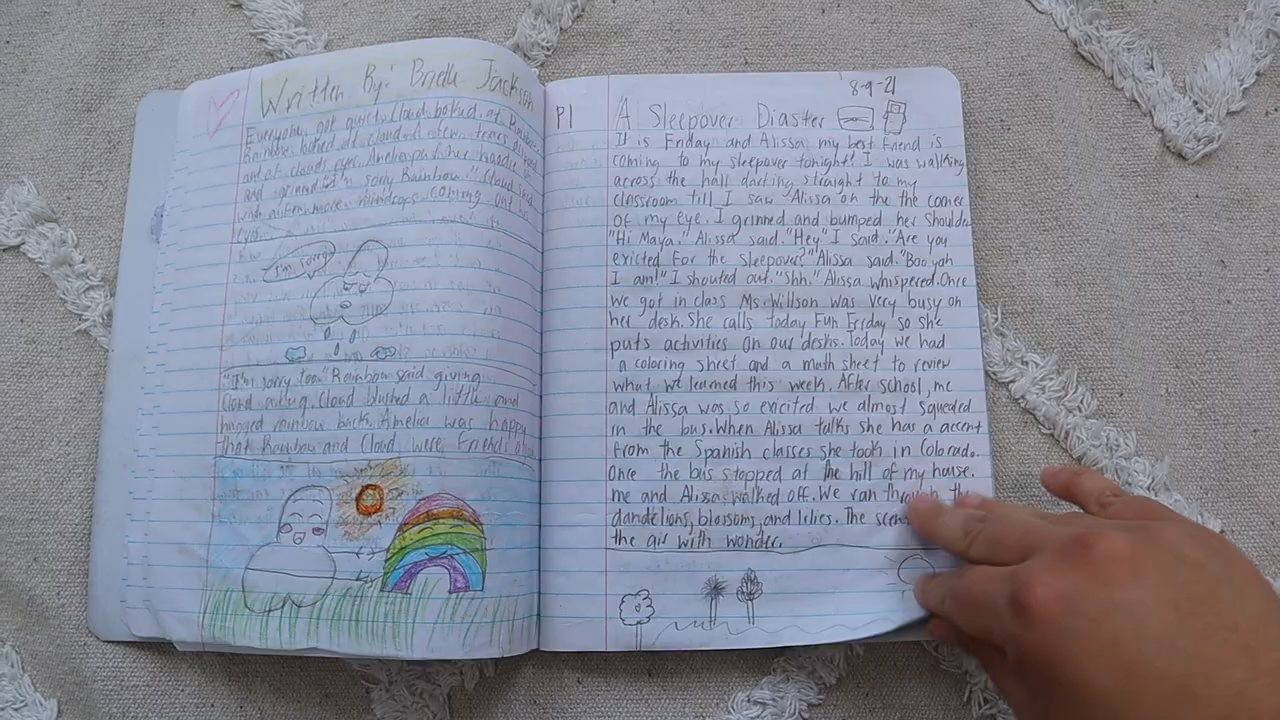 Written By: Brielle Jackson
Everyone got quiet. Cloud looked at Rainbow
Rainbow looked at cloud. A few tears dripped
out of clouds eyes. Amelia put her hoodie on
and "I'm sorry Rainbow." Cloud said
with more raindrops coming out
eyes.
I'm sorry
"I'm sorry too." Rainbow said giving
Cloud a hug. Cloud blushed a little and
hugged rainbow back. Amelia was happy
that Rainbow and Cloud were Friends
8-9-21
P1
A Sleepover Diaster
It is Friday and Alissa my best friend is
coming to my sleepover tonight! I was walking
across the hall darting straight to my
classroom till I saw Alissa on the the corner
of my eye. I grinned and bumped her shoulder
"Hi Maya." Alissa said. "Hey." I said. "Are you
exicted for the sleepover?" Alissa said. "Boo yah
I am!" I shouted out. "Shh." Alissa whispered. Once
we got in class Ms. Willson was very busy on
her desk. She calls today Fun Friday so she
puts activities on our desks. Today we had
a coloring sheet and a math sheet to review
what we learned this week. After school, me
and Alissa was so exicited we almost squealed
in the bus. When Alissa talks she has a accent
from the Spanish classes she took in Colorado.
Once the bus stopped at the hill of my house.
me and Alissa walked off. We ran through the
dandelions, blossoms, and lilies. The
the air with wonder.